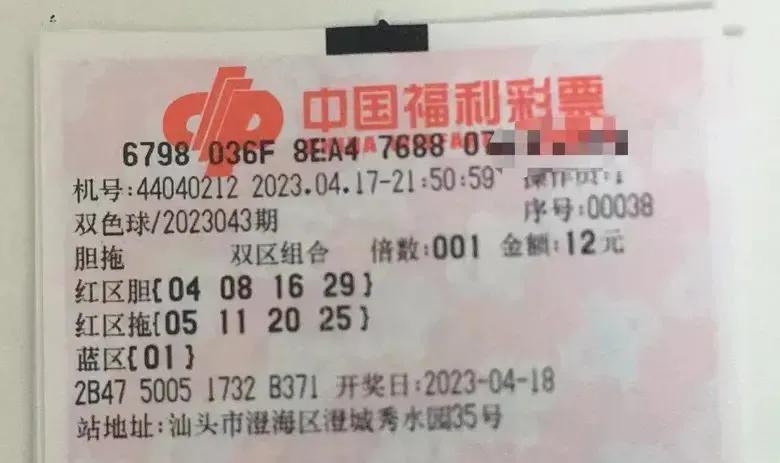 中国福利彩票
6798 036F 8EA4 7688 07
机号:44040212 2023.04.17-21:50:59 操作员:1
双色球/2023043期 序号:00038
胆拖 双区组合 倍数:001 金额:12元
红区胆{04 08 16 29}
红区拖{05 11 20 25}
蓝区{01}
2B47 5005 1732 B371 开奖日:2023-04-18
站地址:汕头市澄海区澄城秀水园35号